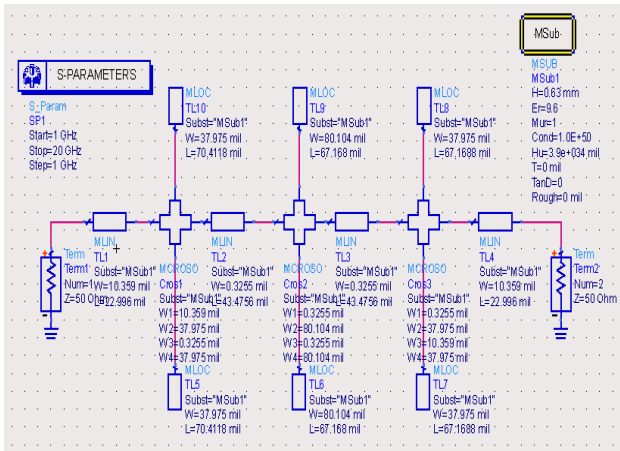 MSub
S-PARAMETERS
S_Param
SP1
Start=1 GHz
Stop=20 GHz
Step=1 GHz
MSUB
MSub1
H=0.63 mm
Er=9.6
Mur=1
Cond=1.0E+50
Hu=3.9e+034 mil
T=0 mil
TanD=0
Rough=0 mil
MLOC
TL10
Subst="MSub1"
W=37.975 mil
L=70.4118 mil
MLOC
TL9
Subst="MSub1"
W=80.104 mil
L=67.168 mil
MLOC
TL8
Subst="MSub1"
W=37.975 mil
L=67.1688 mil
Term
Term1
Num=1
Z=50 Ohm
MLIN
TL1
Subst="MSub1"
W=10.359 mil
L=22.996 mil
MCROSO
Cros1
Subst="MSub1"
W1=10.359 mil
W2=37.975 mil
W3=0.3255 mil
W4=37.975 mil
MLIN
TL2
Subst="MSub1"
W=0.3255 mil
L=43.4756 mil
MCROSO
Cros2
Subst="MSub1"
W1=0.3255 mil
W2=80.104 mil
W3=0.3255 mil
W4=80.104 mil
MLIN
TL3
Subst="MSub1"
W=0.3255 mil
L=43.4756 mil
MCROSO
Cros3
Subst="MSub1"
W1=0.3255 mil
W2=37.975 mil
W3=10.359 mil
W4=37.975 mil
MLIN
TL4
Subst="MSub1"
W=10.359 mil
L=22.996 mil
Term
Term2
Num=2
Z=50 Ohm
MLOC
TL5
Subst="MSub1"
W=37.975 mil
L=70.4118 mil
MLOC
TL6
Subst="MSub1"
W=80.104 mil
L=67.168 mil
MLOC
TL7
Subst="MSub1"
W=37.975 mil
L=67.1688 mil